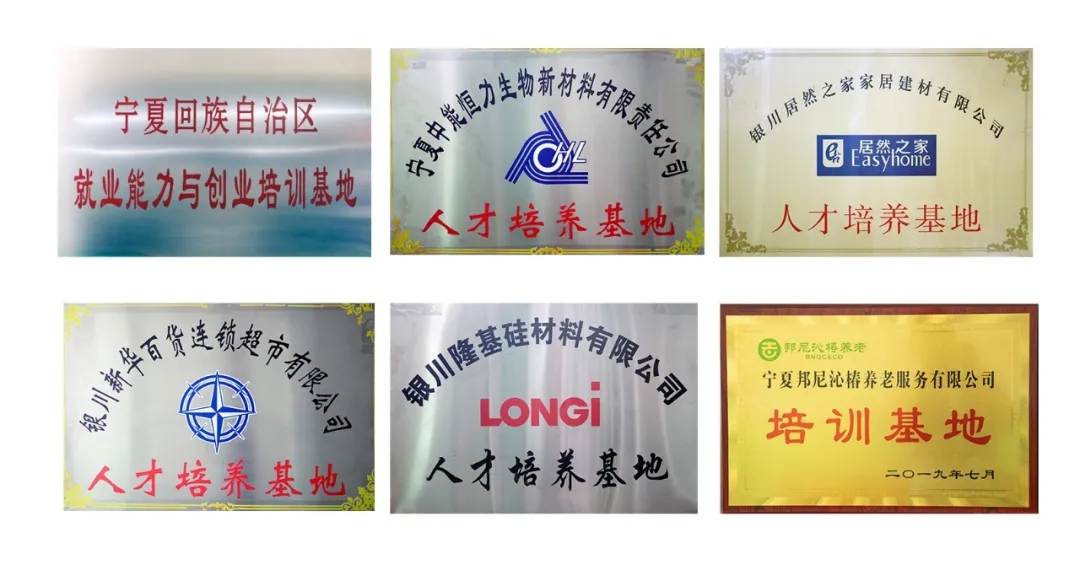 宁夏回族自治区
就业能力与创业培训基地
宁夏中能恒力生物新材料有限责任公司
CHL
人才培养基地
银川居然之家家居建材有限公司
居然之家
Easyhome
人才培养基地
银川新华百货连锁超市有限公司
人才培养基地
银川隆基硅材料有限公司
LONGi
人才培养基地
邦尼沁椿养老
BNQC&CO
宁夏邦尼沁椿养老服务有限公司
培训基地
二〇一九年七月